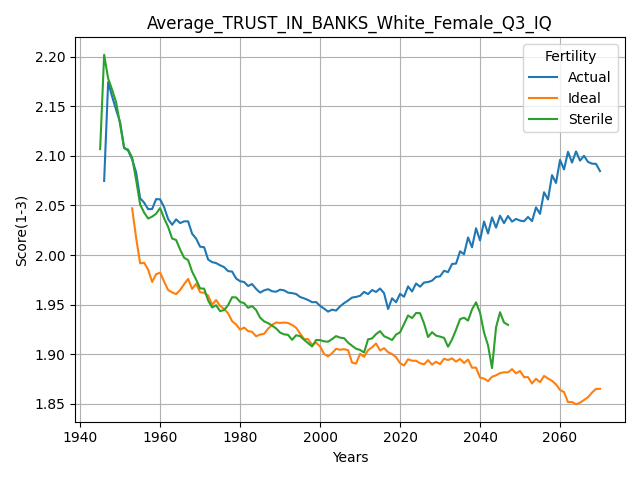 Average_TRUST_IN_BANKS_White_Female_Q3_IQ
Fertility
Actual
Ideal
Sterile
Score(1-3)
2.20
2.15
2.10
2.05
2.00
1.95
1.90
1.85
1940 1960 1980 2000 2020 2040 2060
Years